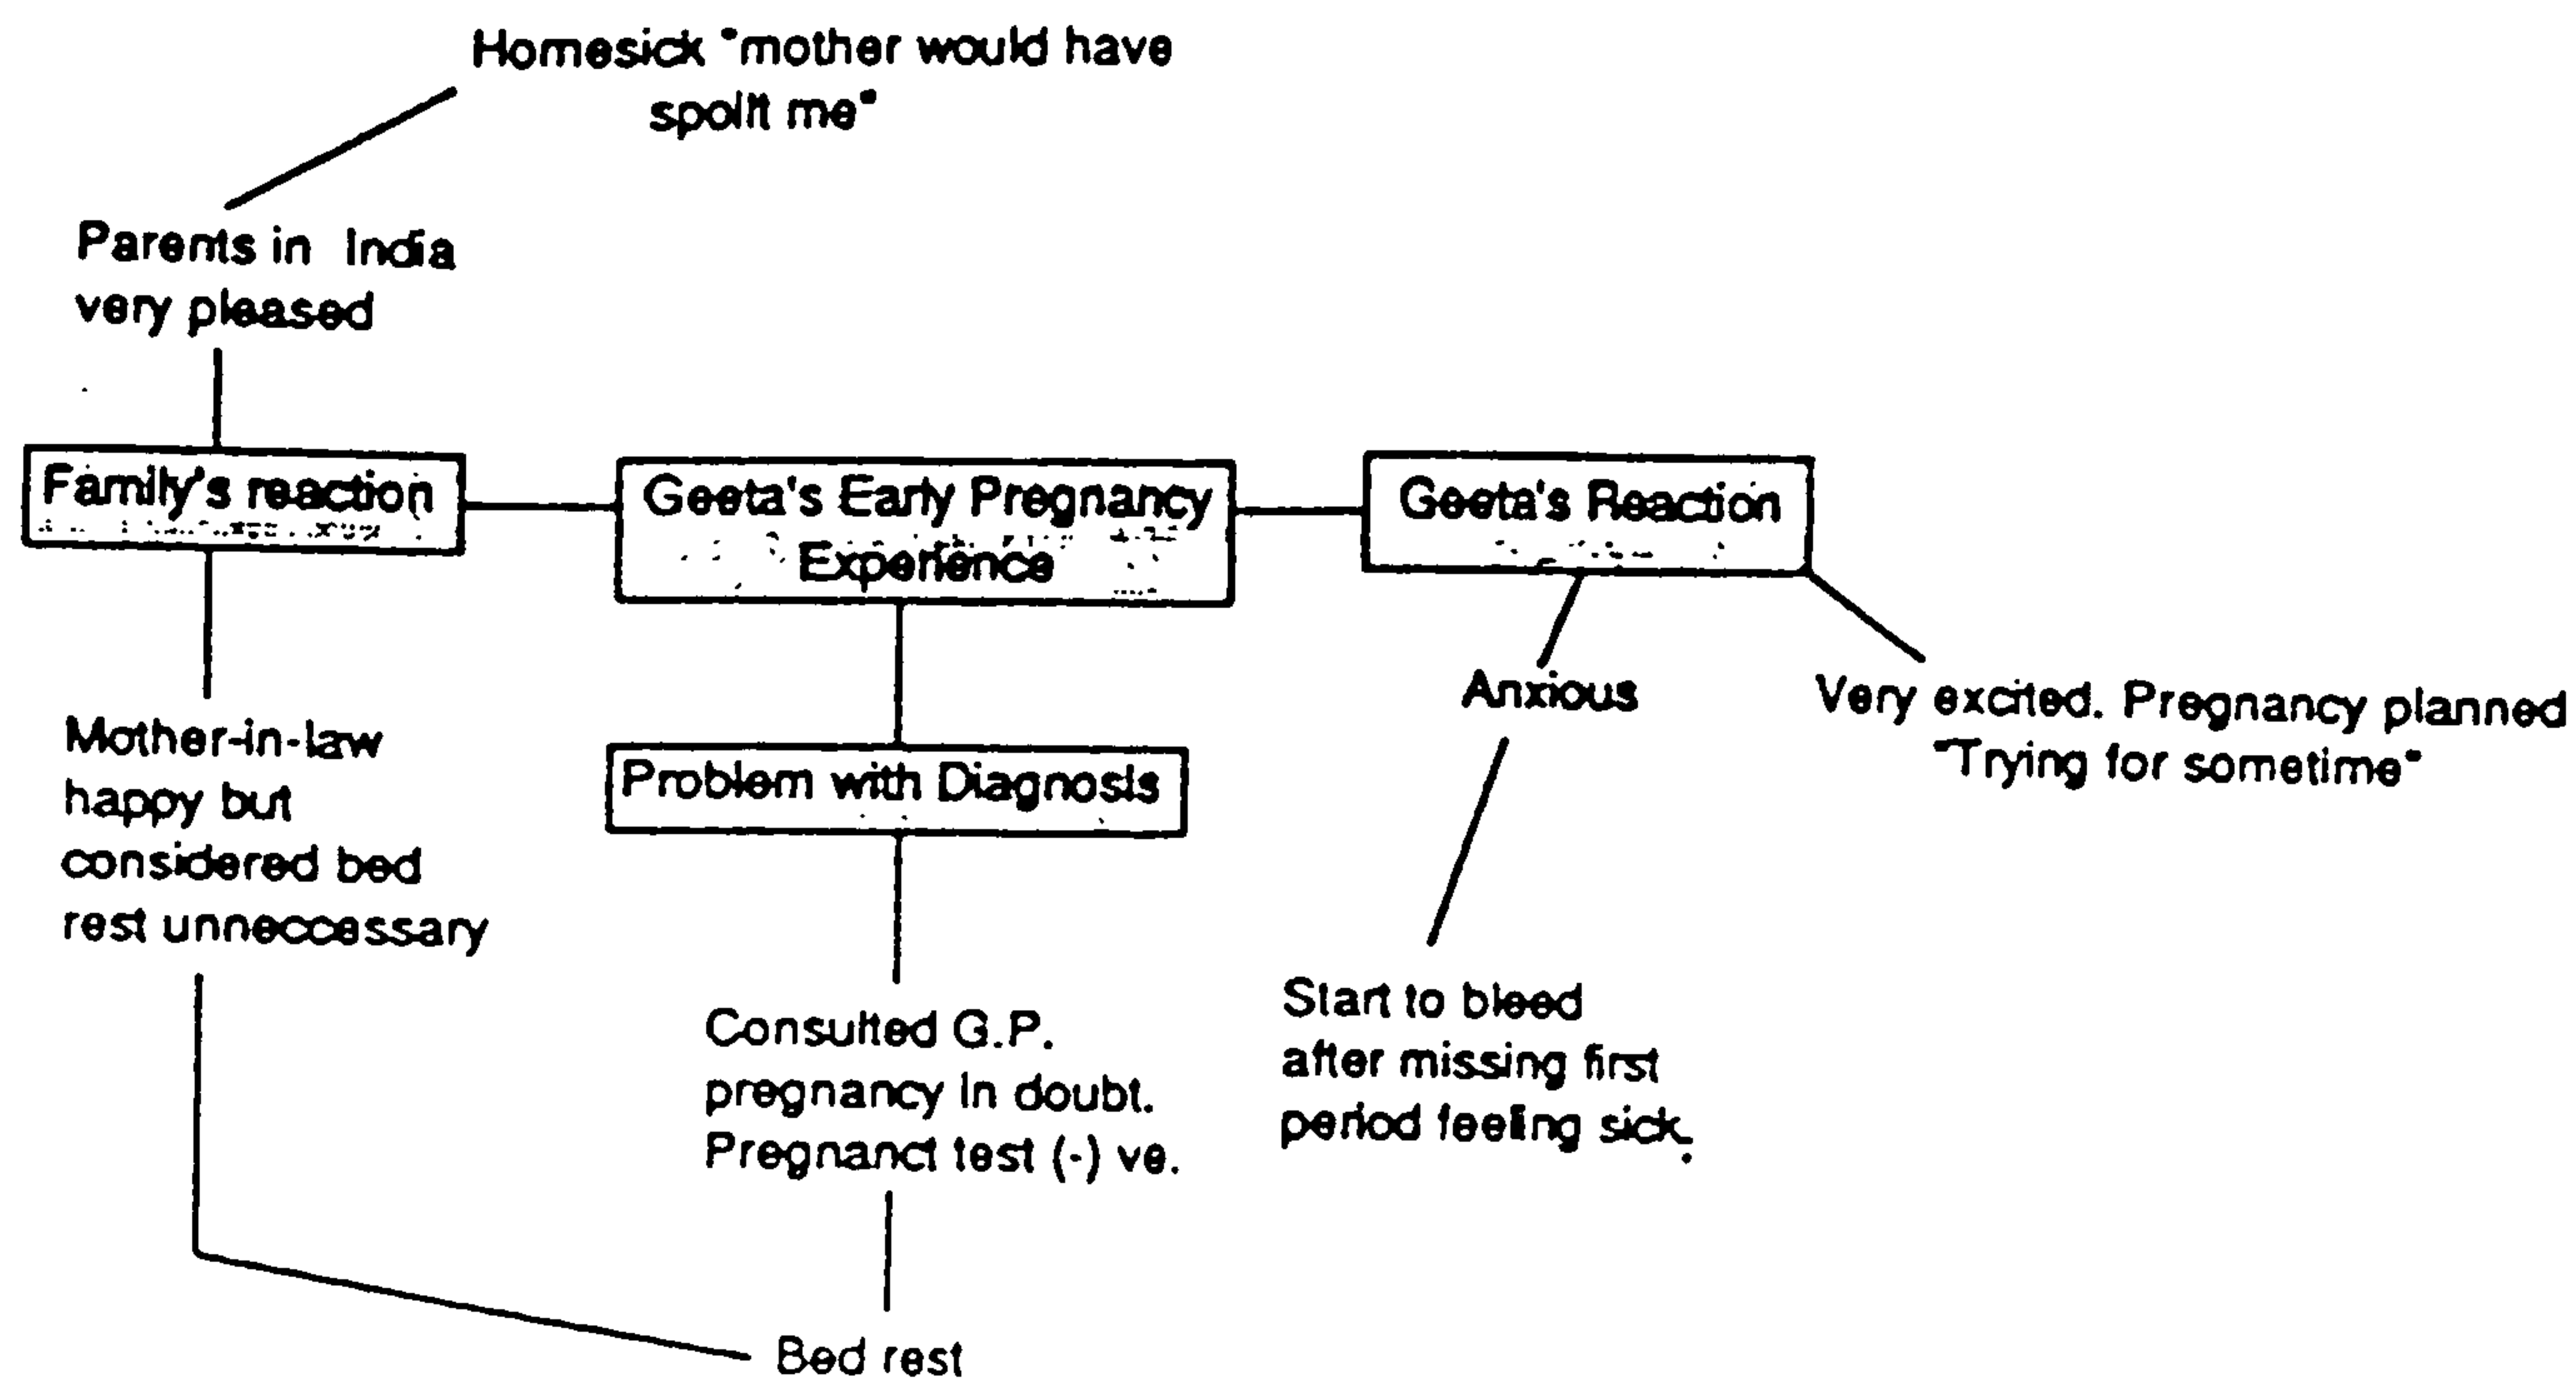 Homesick "mother would have
spoilt me"
Parents in India
very pleased
Family's reaction
Geeta's Early Pregnancy
Experience
Geeta's Reaction
Anxious
Very excited. Pregnancy planned
"Trying for sometime"
Mother-in-law
happy but
considered bed
rest unneccessary
Problem with Diagnosis
Consulted G.P.
pregnancy in doubt.
Pregnanct test (-) ve.
Start to bleed
after missing first
period feeling sick.
Bed rest